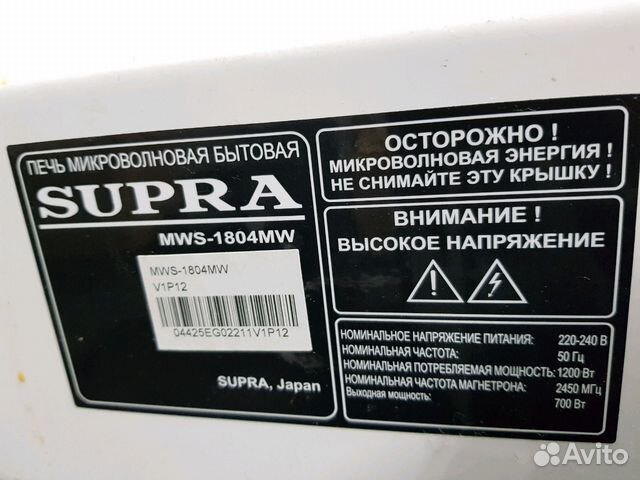 ПЕЧЬ МИКРОВОЛНОВАЯ БЫТОВАЯ
SUPRA
MWS-1804MW
MWS-1804MW
V1P12
04425EG02211V1P12
SUPRA, Japan
ОСТОРОЖНО !
МИКРОВОЛНОВАЯ ЭНЕРГИЯ !
НЕ СНИМАЙТЕ ЭТУ КРЫШКУ !
ВНИМАНИЕ !
ВЫСОКОЕ НАПРЯЖЕНИЕ
НОМИНАЛЬНОЕ НАПРЯЖЕНИЕ ПИТАНИЯ: 220-240 В
НОМИНАЛЬНАЯ ЧАСТОТА: 50 Гц
НОМИНАЛЬНАЯ ПОТРЕБЛЯЕМАЯ МОЩНОСТЬ: 1200 Вт
НОМИНАЛЬНАЯ ЧАСТОТА МАГНЕТРОНА: 2450 МГц
Выходная мощность: 700 Вт
Avito